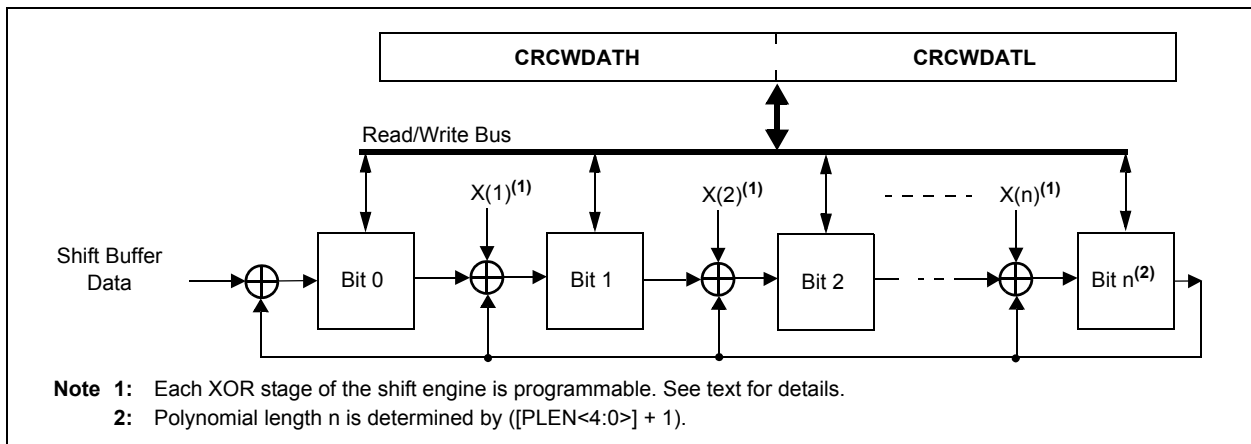 CRCWDATH CRCWDATL
Read/Write Bus
X(1)(1) X(2)(1) X(n)(1)
Shift Buffer
Data
Bit 0 Bit 1 Bit 2 Bit n(2)
Note 1: Each XOR stage of the shift engine is programmable. See text for details.
2: Polynomial length n is determined by ([PLEN<4:0>] + 1).